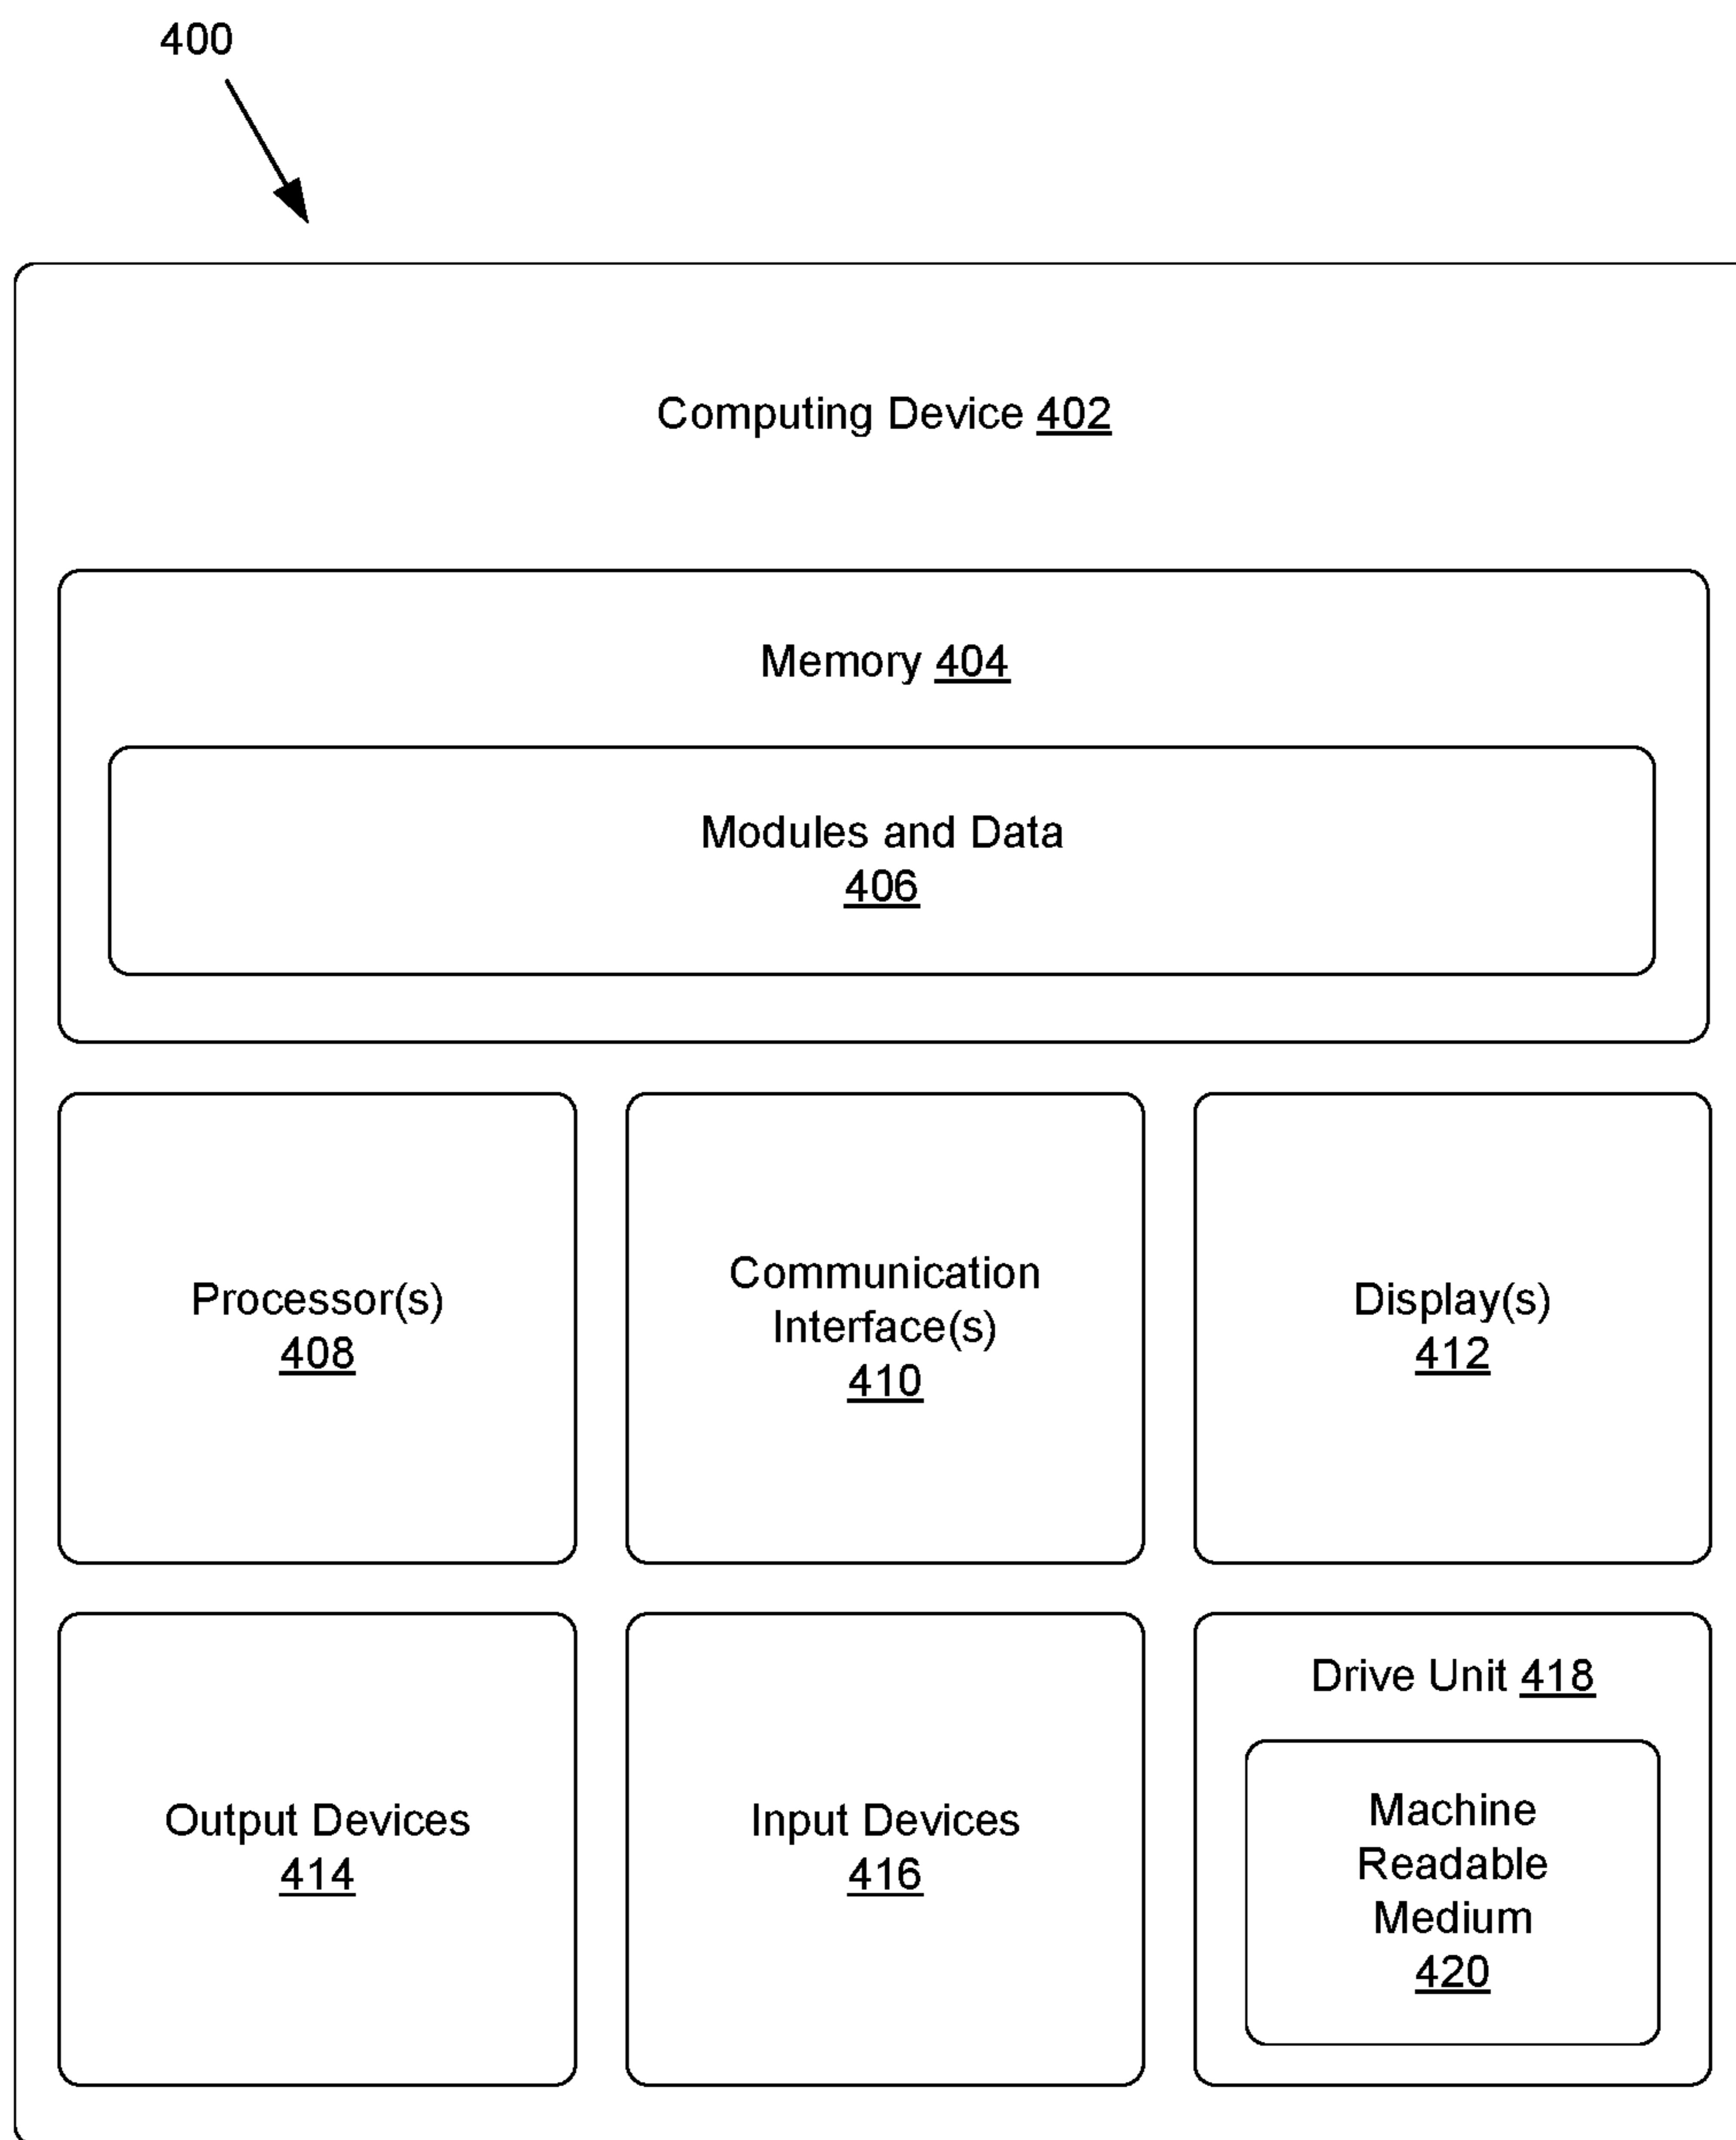 400
Computing Device 402
Memory 404
Modules and Data
406
Processor(s)
408
Communication
Interface(s)
410
Display(s)
412
Output Devices
414
Input Devices
416
Drive Unit 418
Machine
Readable
Medium
420